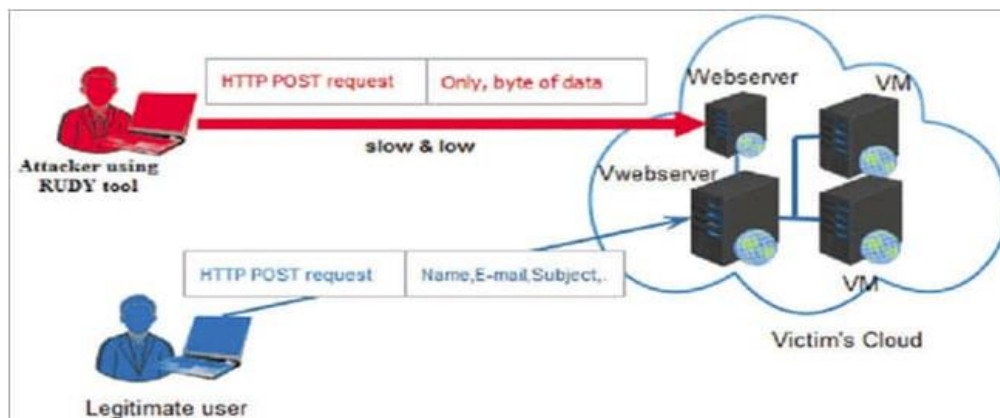 HTTP POST request
Only, byte of data
slow & low
Attacker using
RUDY tool
Webserver
VM
Vwebserver
HTTP POST request
Name,E-mail,Subject,.
VM
Victim's Cloud
Legitimate user